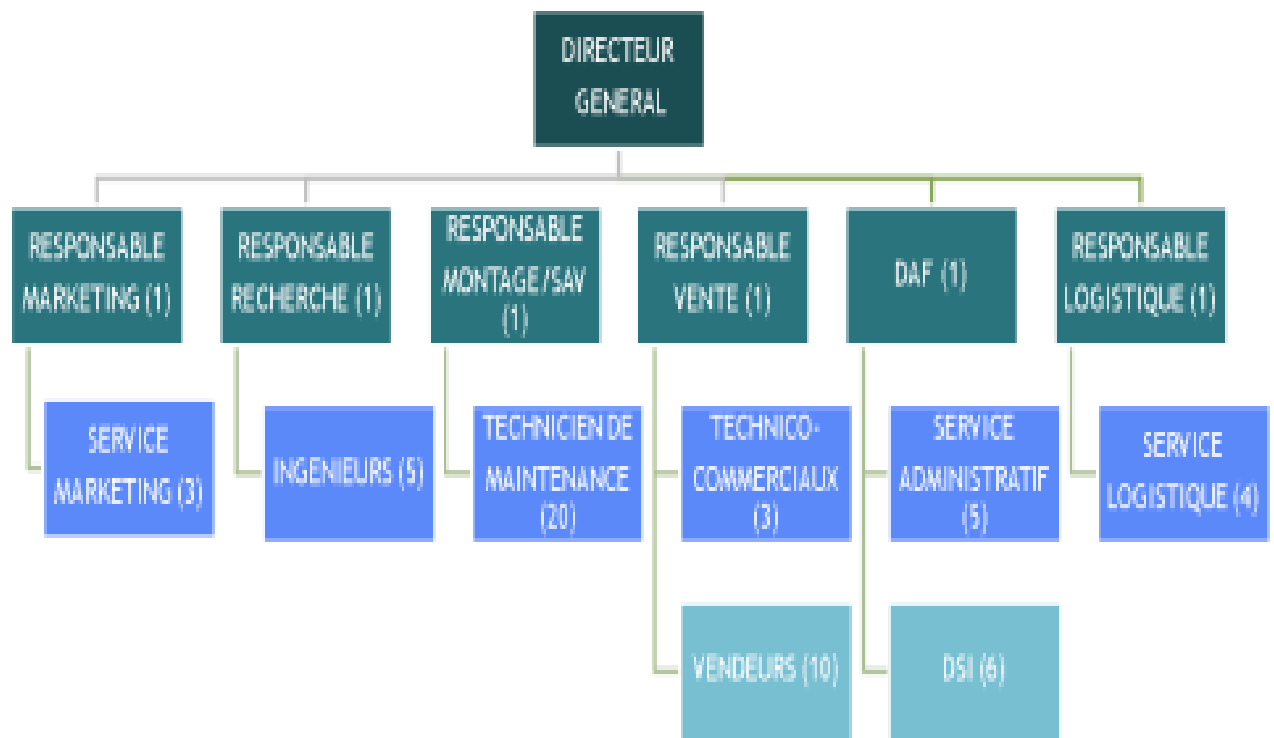 DIRECTEUR
GENERAL
RESPONSABLE
MARKETING (1)
RESPONSABLE
RECHERCHE (1)
RESPONSABLE
MONTAGE/SAV
(1)
RESPONSABLE
VENTE (1)
DAF (1)
RESPONSABLE
LOGISTIQUE (1)
SERVICE
MARKETING (3)
INGENIEURS (5)
TECHNICIEN DE
MAINTENANCE
(20)
TECHNICO-
COMMERCIAUX
(3)
SERVICE
ADMINISTRATIF
(5)
SERVICE
LOGISTIQUE (4)
VENDEURS (10)
DSI (6)